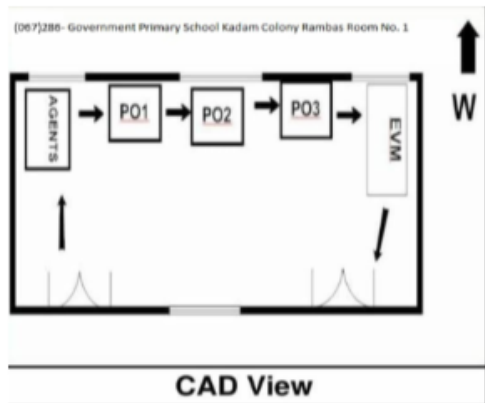 (067)286- Government Primary School Kadam Colony Rambas Room No. 1
W
AGENTS
PO1
PO2
PO3
EVM
CAD View